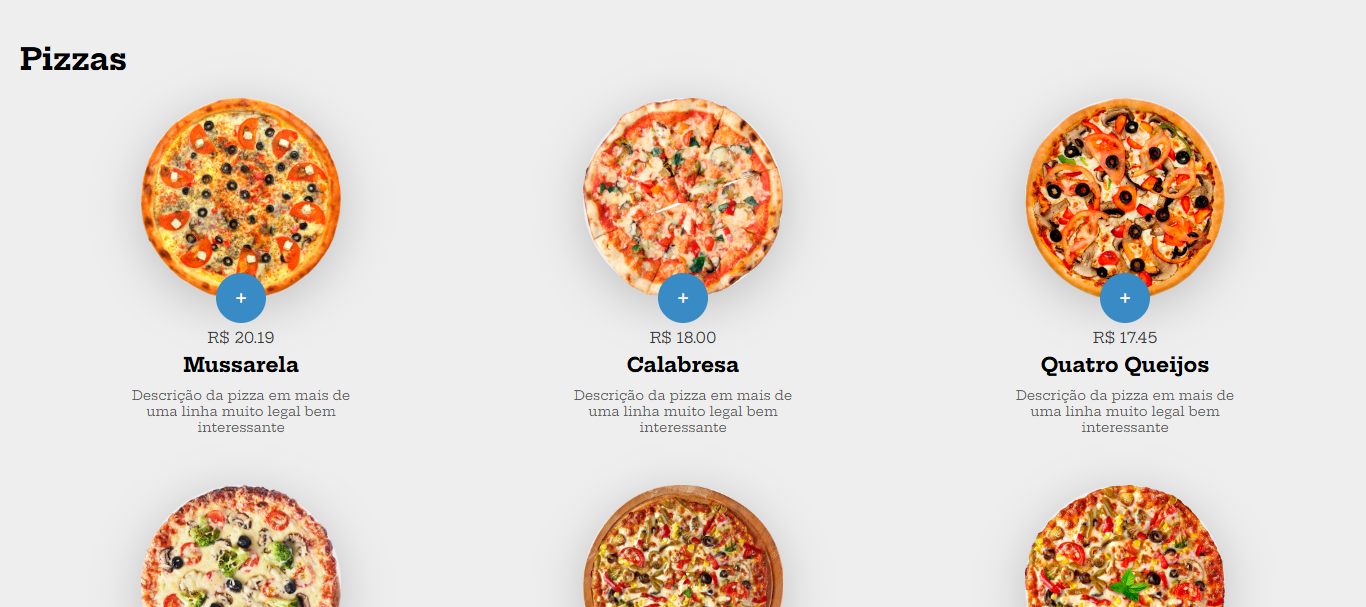 Pizzas
+
+
+
R$ 20.19
R$ 18.00
R$ 17.45
Mussarela
Calabresa
Quatro Queijos
Descrição da pizza em mais de
uma linha muito legal bem
interessante
Descrição da pizza em mais de
uma linha muito legal bem
interessante
Descrição da pizza em mais de
uma linha muito legal bem
interessante